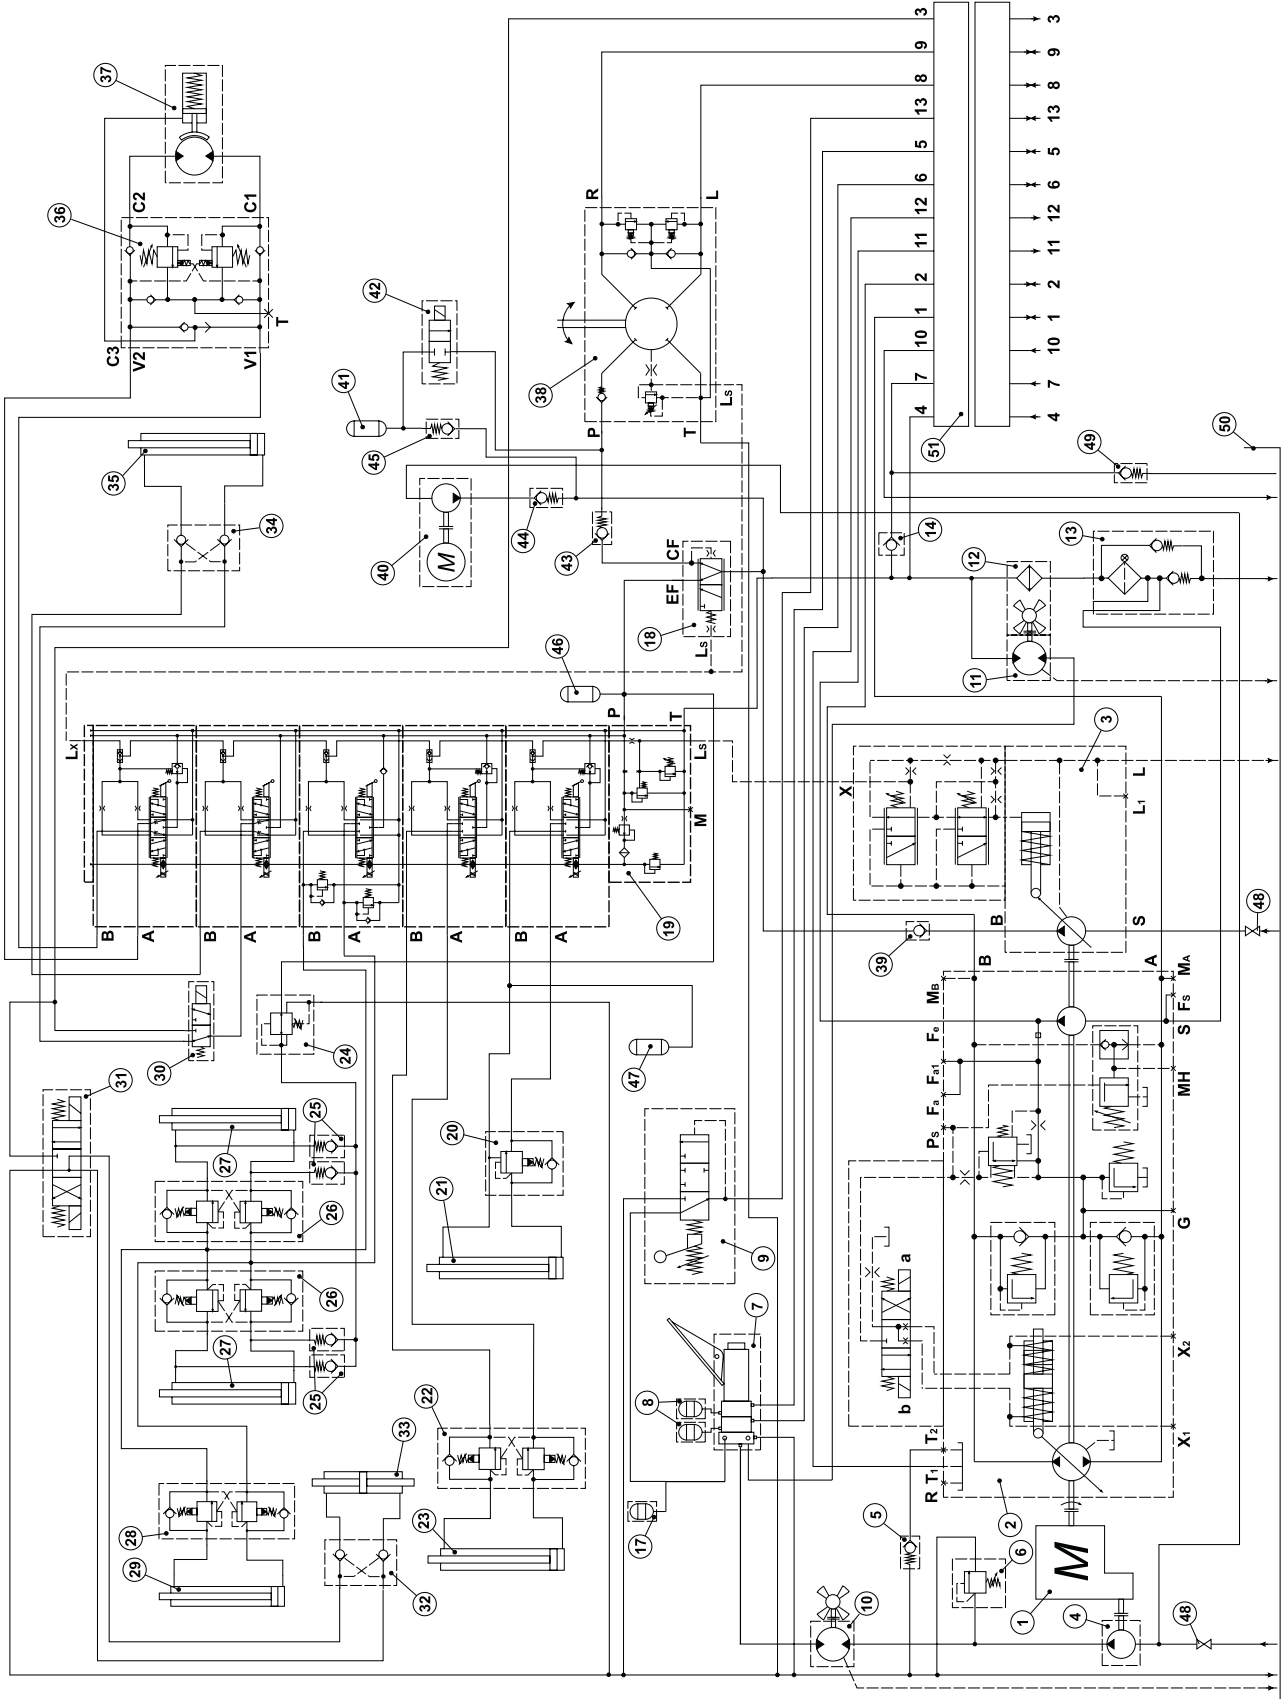 3
9
8
13
5
6
12
11
2
1
10
7
4
51
3
9
8
13
5
6
12
11
2
1
10
7
4
37
C2
C1
36
C3
V2
V1
T
35
34
42
41
45
38
R
L
P
T
Ls
40
M
44
43
CF
EF
18
Ls
46
49
50
14
12
13
11
Lx
P
T
Ls
M
19
B
A
B
A
B
A
B
A
B
A
3
X
L
L1
B
S
48
39
30
24
31
25
27
26
26
27
25
47
20
21
9
7
8
17
22
23
33
32
28
29
B
A
MB
MA
Fe
Fs
S
Fa1
Fa
Ps
MH
G
X2
X1
a
b
T2
T1
R
2
5
6
M
1
4
48
10